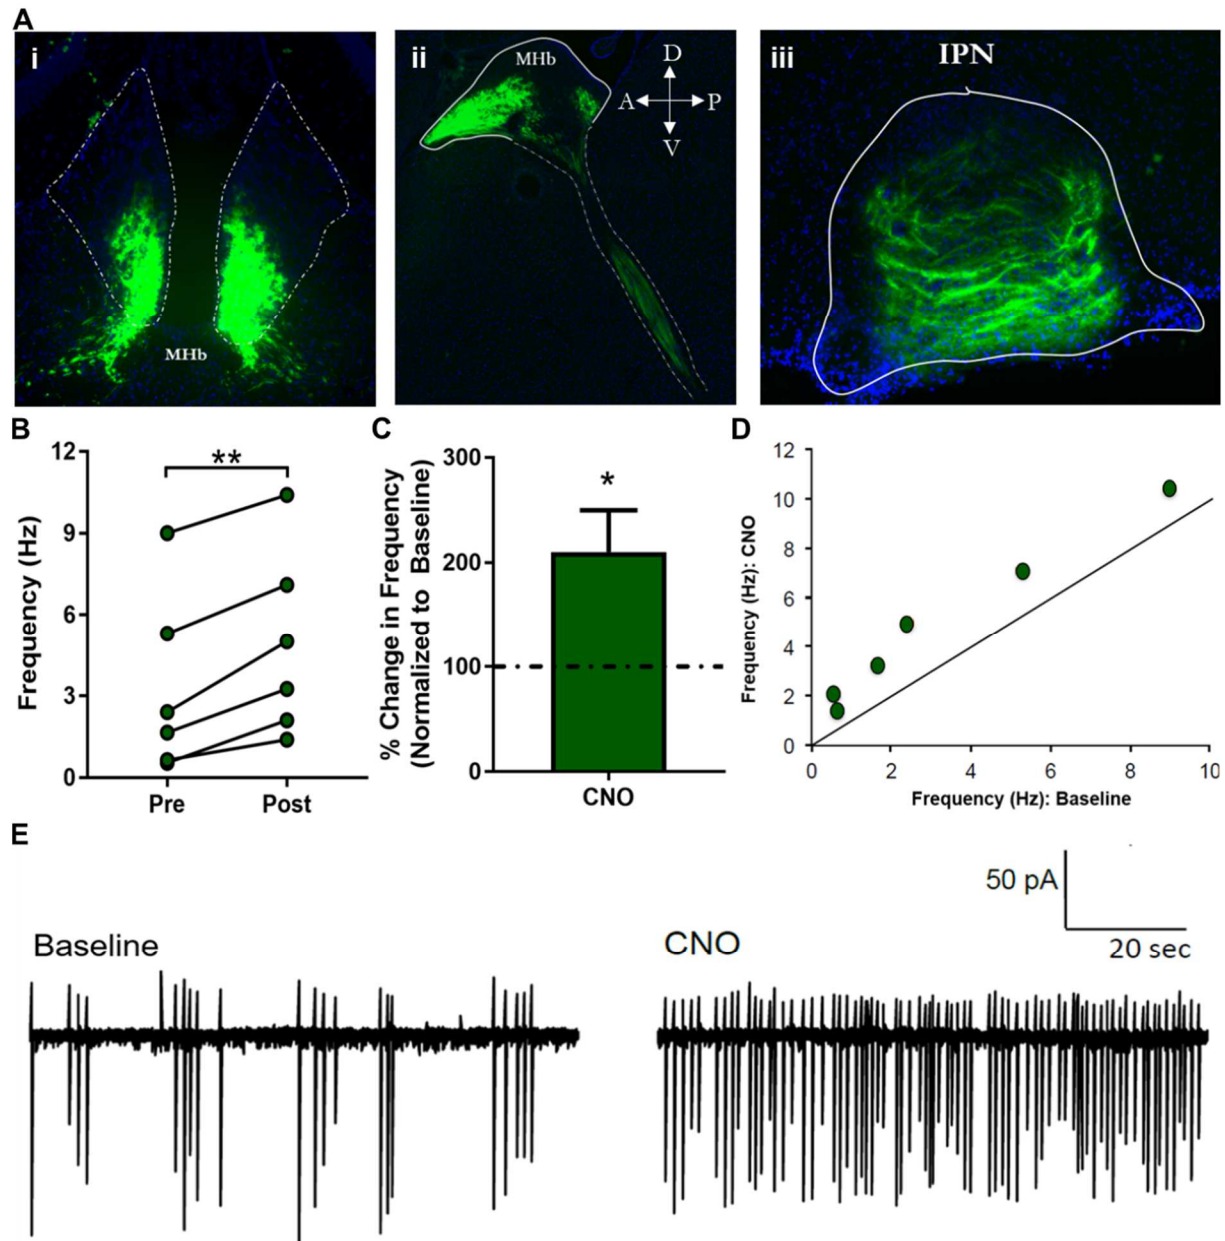 A
i
MHb
ii
MHb
D
A
P
V
iii
IPN
B
**
Frequency (Hz)
12
9
6
3
0
Pre
Post
C
*
% Change in Frequency
(Normalized to Baseline)
300
200
100
0
CNO
D
Frequency (Hz): CNO
12
10
8
6
4
2
0
0
2
4
6
8
10
Frequency (Hz): Baseline
E
50 pA
20 sec
Baseline
CNO